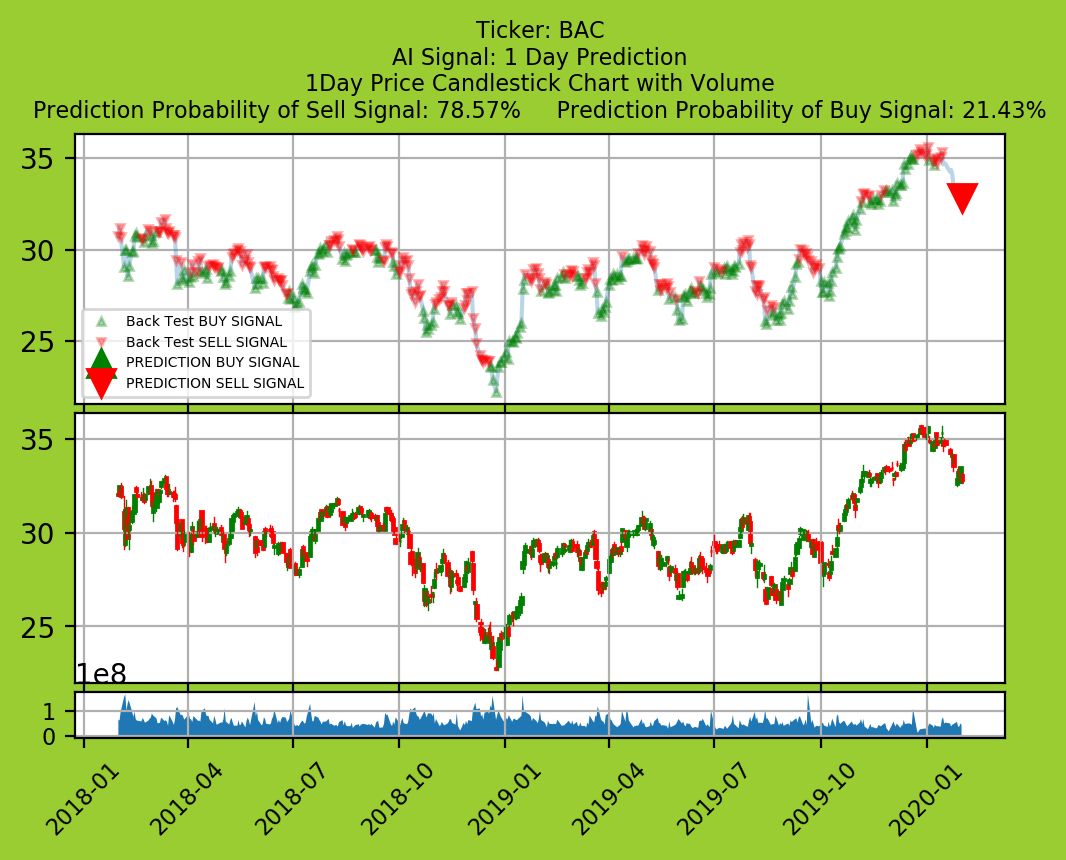 Ticker: BAC
AI Signal: 1 Day Prediction
1Day Price Candlestick Chart with Volume
Prediction Probability of Sell Signal: 78.57% Prediction Probability of Buy Signal: 21.43%
35
30
25
Back Test BUY SIGNAL
Back Test SELL SIGNAL
PREDICTION BUY SIGNAL
PREDICTION SELL SIGNAL
35
30
25
1e8
1
0
2018-01
2018-04
2018-07
2018-10
2019-01
2019-04
2019-07
2019-10
2020-01